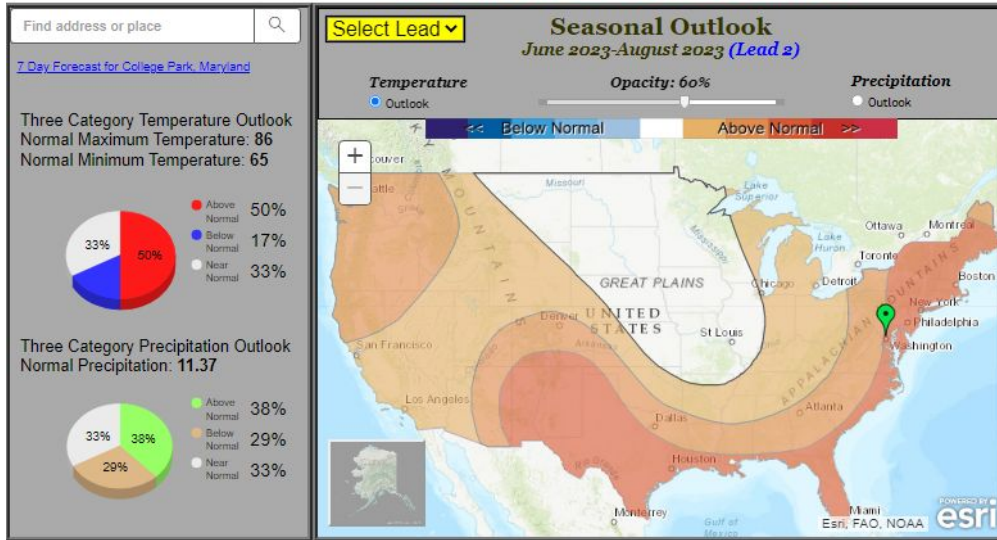 Find address or place
7 Day Forecast for College Park, Maryland
Three Category Temperature Outlook
Normal Maximum Temperature: 86
Normal Minimum Temperature: 65
Above Normal 50%
Below Normal 17%
Near Normal 33%
33%
50%
Three Category Precipitation Outlook
Normal Precipitation: 11.37
Above Normal 38%
Below Normal 29%
Near Normal 33%
33%
38%
29%
Select Lead
Seasonal Outlook
June 2023-August 2023 (Lead 2)
Temperature
Outlook
Opacity: 60%
Precipitation
Outlook
<< Below Normal
Above Normal >>
+
−
couver
Seattle
MOUNTAINS
Missouri
Mississippi
Lake Superior
Lake Huron
Ottawa
Montreal
Toronto
Boston
Chicago
Detroit
New York
Philadelphia
Washington
GREAT PLAINS
UNITED STATES
Denver
Arkansas
St Louis
APPALACHIAN MOUNTAINS
San Francisco
Los Angeles
Dallas
Atlanta
Houston
Miami
Monterrey
Gulf of Mexico
Esri, FAO, NOAA
POWERED BY
esri